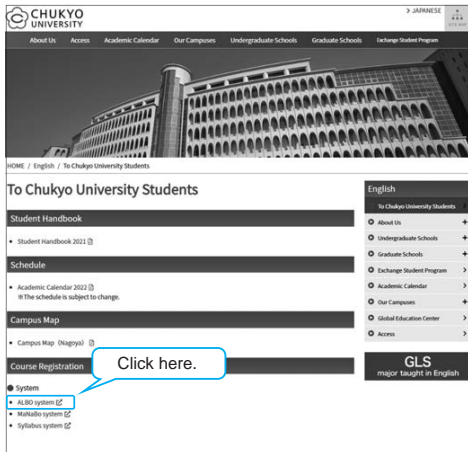 CHUKYO
UNIVERSITY
> JAPANESE
SITE MAP
About Us Access Academic Calendar Our Campuses Undergraduate Schools Graduate Schools Exchange Student Program
HOME / English / To Chukyo University Students
To Chukyo University Students
Student Handbook
• Student Handbook 2021
Schedule
• Academic Calendar 2022
※The schedule is subject to change.
Campus Map
• Campus Map（Nagoya）
Course Registration
Click here.
● System
• ALBO system
• MaNaBo system
• Syllabus system
English
To Chukyo University Students
About Us +
Undergraduate Schools +
Graduate Schools +
Exchange Student Program >
Academic Calendar >
Our Campuses +
Global Education Center >
Access >
GLS
major taught in English